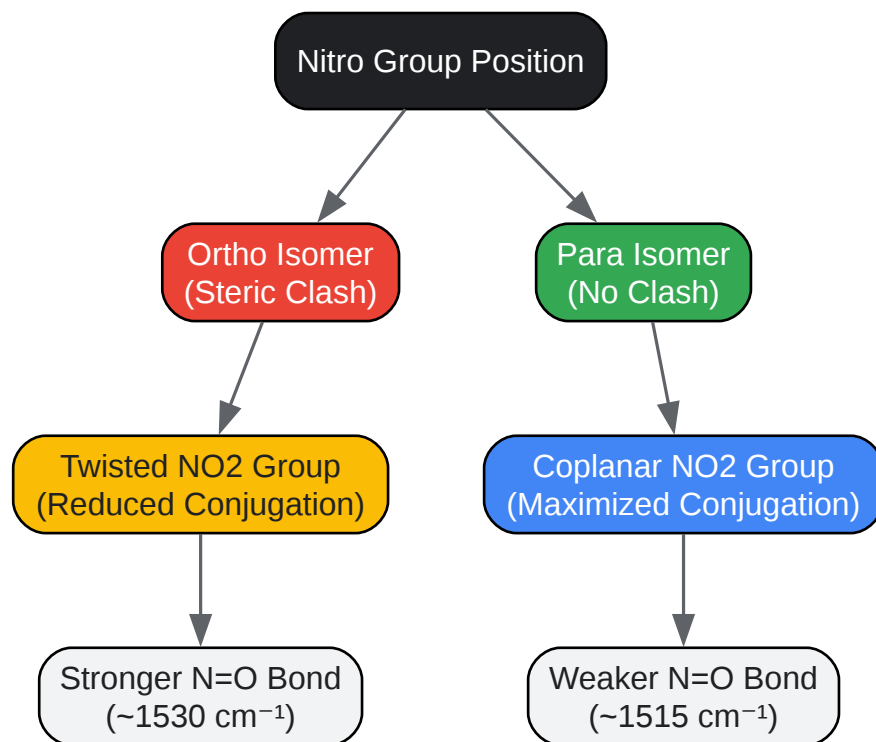 Nitro Group Position
Ortho Isomer
(Steric Clash)
Para Isomer
(No Clash)
Twisted NO2 Group
(Reduced Conjugation)
Coplanar NO2 Group
(Maximized Conjugation)
Stronger N=O Bond
(~1530 cm⁻¹)
Weaker N=O Bond
(~1515 cm⁻¹)